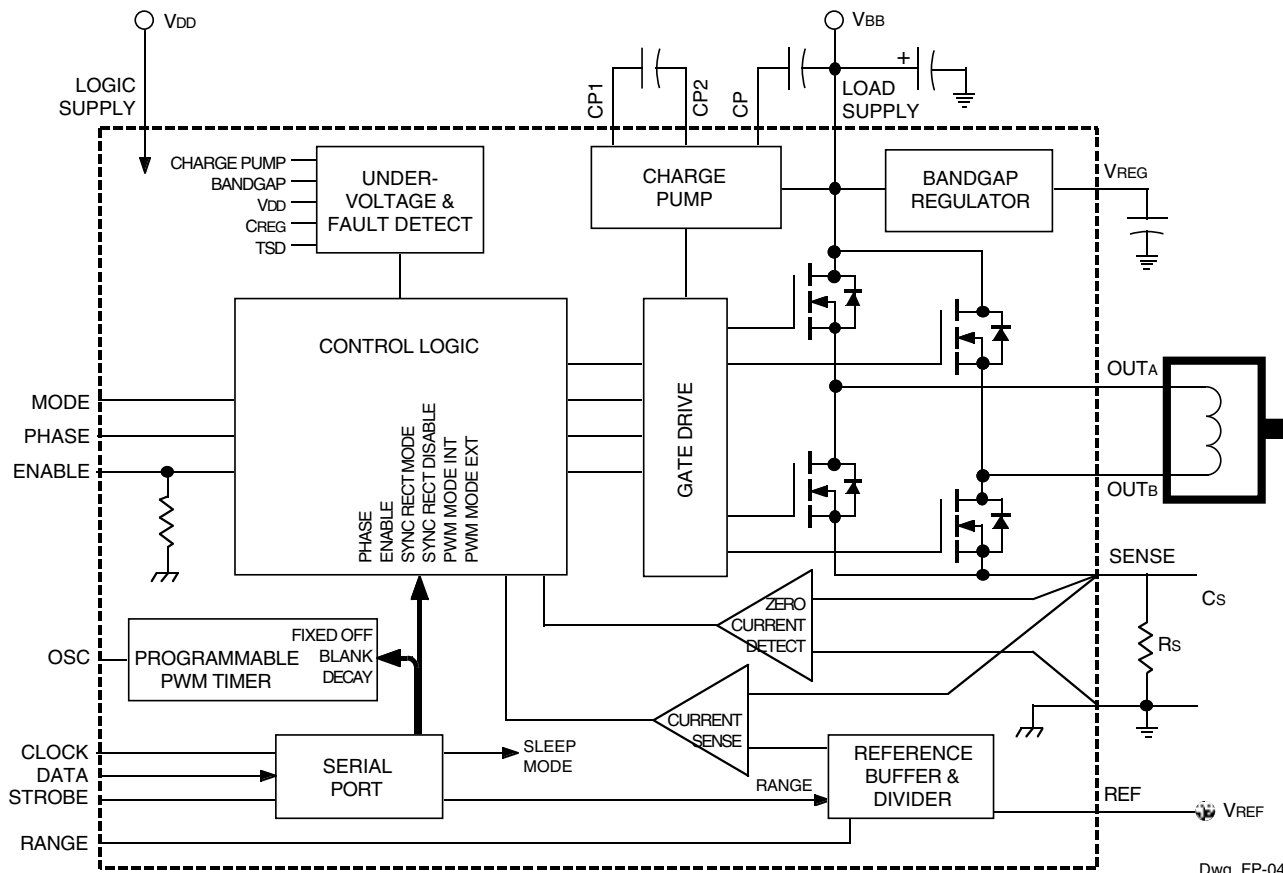 VDD
VBB
LOGIC
SUPPLY
CP1
CP2
CP
+
LOAD
SUPPLY
CHARGE PUMP
BANDGAP
VDD
CREG
TSD
UNDER-
VOLTAGE &
FAULT DETECT
CHARGE
PUMP
BANDGAP
REGULATOR
VREG
CONTROL LOGIC
GATE DRIVE
MODE
PHASE
ENABLE
PHASE
ENABLE
SYNC RECT MODE
SYNC RECT DISABLE
PWM MODE INT
PWM MODE EXT
OUTA
OUTB
SENSE
CS
RS
ZERO
CURRENT
DETECT
OSC
PROGRAMMABLE
PWM TIMER
FIXED OFF
BLANK
DECAY
CURRENT
SENSE
CLOCK
DATA
STROBE
RANGE
SERIAL
PORT
SLEEP
MODE
RANGE
REFERENCE
BUFFER &
DIVIDER
REF
VREF
Dwg. FP-04